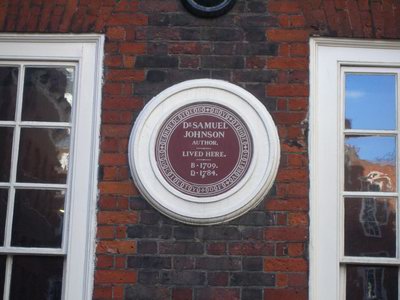 DR SAMUEL
JOHNSON
AUTHOR.
LIVED HERE.
B · 1709.
D · 1784.